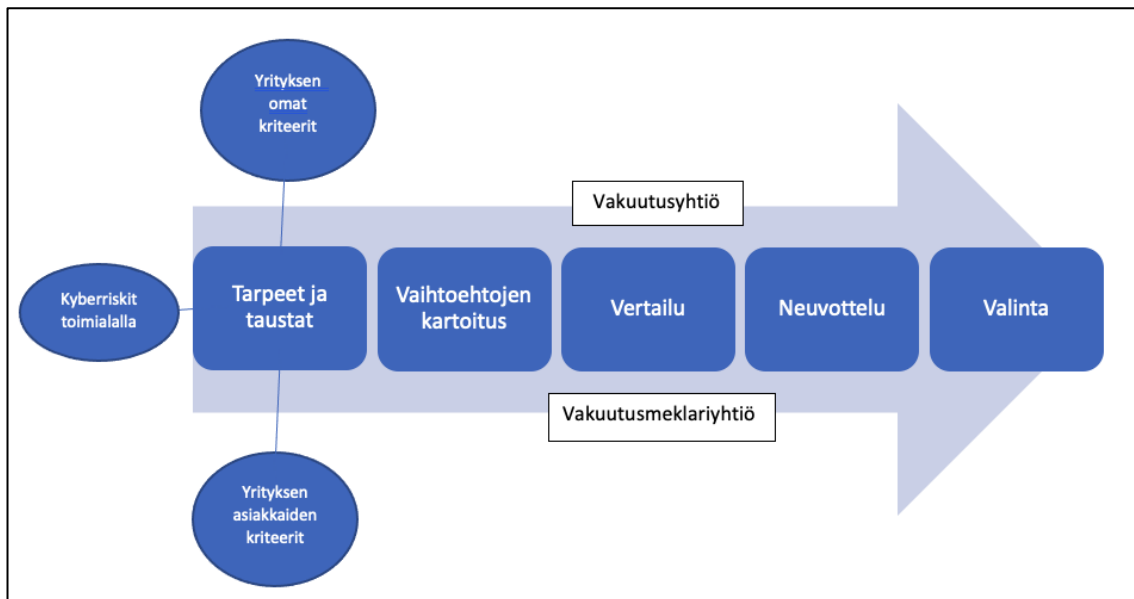 Yrityksen
omat
kriteerit
Vakuutusyhtiö
Kyberriskit
toimialalla
Tarpeet ja
taustat
Vaihtoehtojen
kartoitus
Vertailu
Neuvottelu
Valinta
Vakuutusmeklariyhtiö
Yrityksen
asiakkaiden
kriteerit